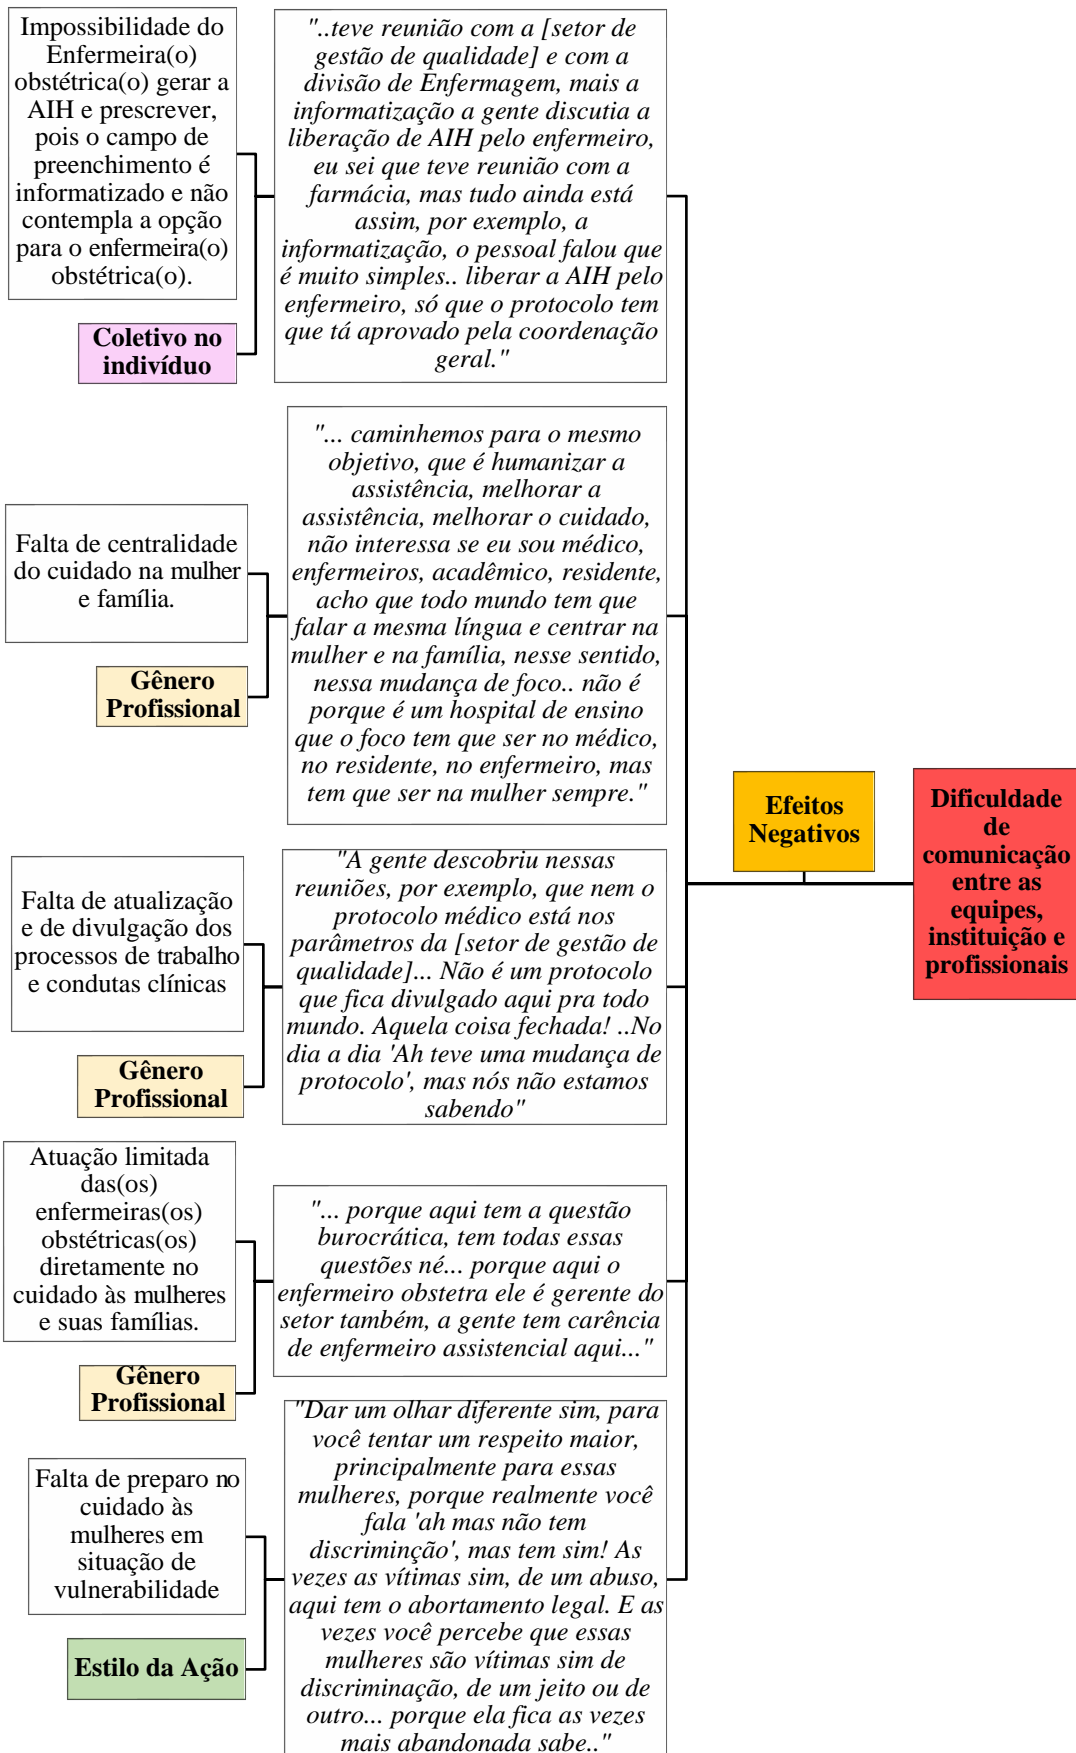 Impossibilidade do
Enfermeira(o)
obstétrica(o) gerar a
AIH e prescrever,
pois o campo de
preenchimento é
informatizado e não
contempla a opção
para o enfermeira(o)
obstétrica(o).
Coletivo no
indivíduo
"..teve reunião com a [setor de
gestão de qualidade] e com a
divisão de Enfermagem, mais a
informatização a gente discutia a
liberação de AIH pelo enfermeiro,
eu sei que teve reunião com a
farmácia, mas tudo ainda está
assim, por exemplo, a
informatização, o pessoal falou que
é muito simples.. liberar a AIH pelo
enfermeiro, só que o protocolo tem
que tá aprovado pela coordenação
geral."
Falta de centralidade
do cuidado na mulher
e família.
Gênero
Profissional
"... caminhemos para o mesmo
objetivo, que é humanizar a
assistência, melhorar a
assistência, melhorar o cuidado,
não interessa se eu sou médico,
enfermeiros, acadêmico, residente,
acho que todo mundo tem que
falar a mesma língua e centrar na
mulher e na família, nesse sentido,
nessa mudança de foco.. não é
porque é um hospital de ensino
que o foco tem que ser no médico,
no residente, no enfermeiro, mas
tem que ser na mulher sempre."
Falta de atualização
e de divulgação dos
processos de trabalho
e condutas clínicas
Gênero
Profissional
"A gente descobriu nessas
reuniões, por exemplo, que nem o
protocolo médico está nos
parâmetros da [setor de gestão de
qualidade]... Não é um protocolo
que fica divulgado aqui pra todo
mundo. Aquela coisa fechada! ..No
dia a dia 'Ah teve uma mudança de
protocolo', mas nós não estamos
sabendo"
Atuação limitada
das(os)
enfermeiras(os)
obstétricas(os)
diretamente no
cuidado às mulheres
e suas famílias.
Gênero
Profissional
"... porque aqui tem a questão
burocrática, tem todas essas
questões né... porque aqui o
enfermeiro obstetra ele é gerente do
setor também, a gente tem carência
de enfermeiro assistencial aqui..."
Falta de preparo no
cuidado às
mulheres em
situação de
vulnerabilidade
Estilo da Ação
"Dar um olhar diferente sim, para
você tentar um respeito maior,
principalmente para essas
mulheres, porque realmente você
fala 'ah mas não tem
discriminção', mas tem sim! As
vezes as vítimas sim, de um abuso,
aqui tem o abortamento legal. E as
vezes você percebe que essas
mulheres são vítimas sim de
discriminação, de um jeito ou de
outro... porque ela fica as vezes
mais abandonada sabe.."
Efeitos
Negativos
Dificuldade
de
comunicação
entre as
equipes,
instituição e
profissionais